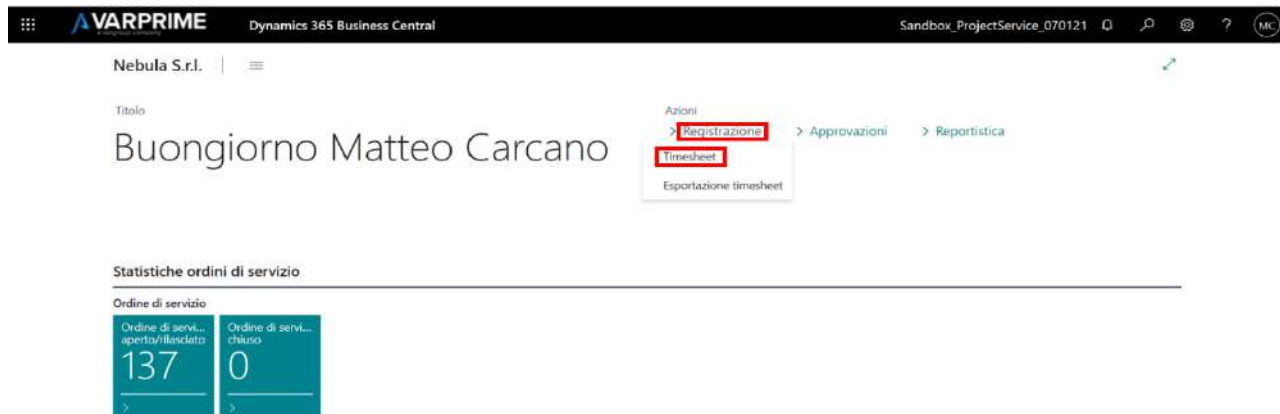 VARPRIME
Dynamics 365 Business Central
Sandbox_ProjectService_070121
?
MC
Nebula S.r.l.
Titolo
Buongiorno Matteo Carcano
Azioni
> Registrazione
> Approvazioni
> Reportistica
Timesheet
Esportazione timesheet
Statistiche ordini di servizio
Ordine di servizio
Ordine di servi...
aperto/rilasciato
137
>
Ordine di servi...
chiuso
0
>